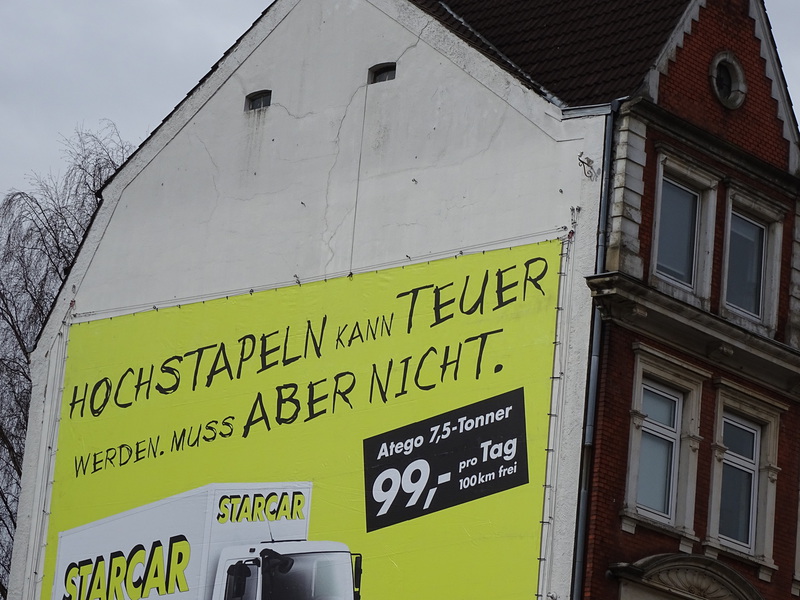 HOCHSTAPELN KANN TEUER
WERDEN. MUSS ABER NICHT.
Atego 7,5-Tonner
99,- pro Tag
100 km frei
STARCAR
STARCAR